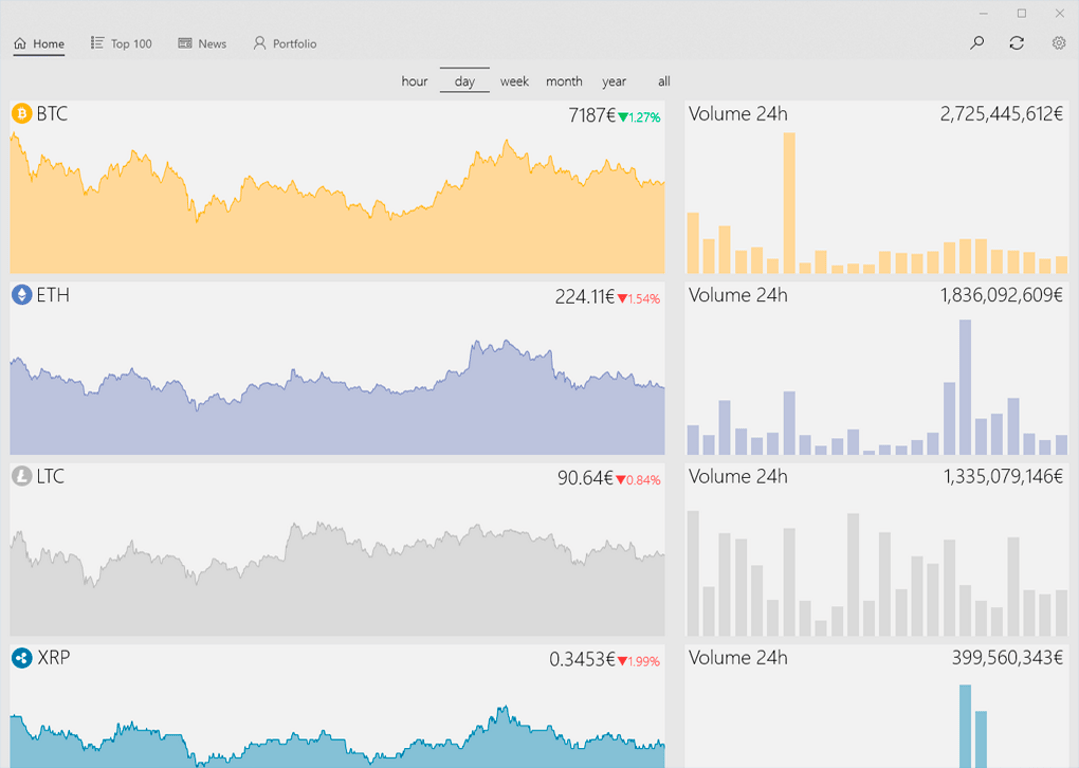 Home Top 100 News Portfolio
hour day week month year all
BTC 7187€▼1.27% Volume 24h 2,725,445,612€
ETH 224.11€▼1.54% Volume 24h 1,836,092,609€
LTC 90.64€▼0.84% Volume 24h 1,335,079,146€
XRP 0.3453€▼1.99% Volume 24h 399,560,343€